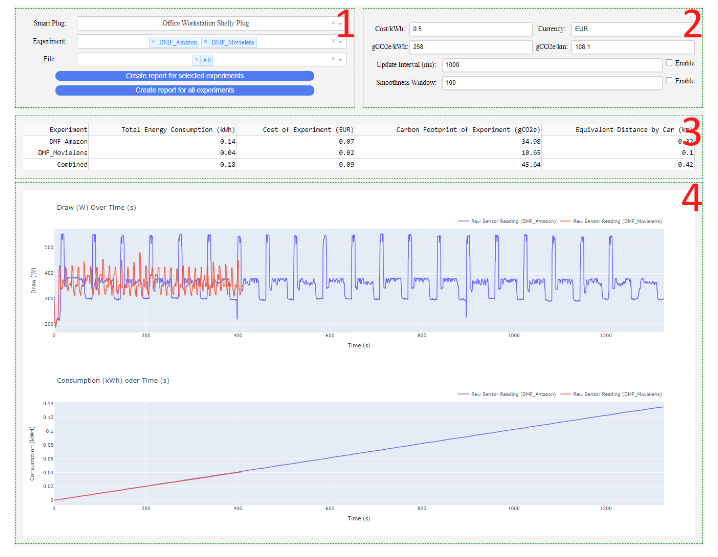 1
Smart Plug: Office Workstation Shelly Plug
Experiment: × DMF_Amazon × DMF_Movielens
File: × All
Create report for selected experiments
Create report for all experiments
2
Cost/kWh: 0.5 Currency: EUR
gCO2e/kWh: 258 gCO2e/km: 108.1
Update Interval (ms): 1000 Enable
Smoothness Window: 100 Enable
3
Experiment Total Energy Consumption (kWh) Cost of Experiment (EUR) Carbon Footprint of Experiment (gCO2e) Equivalent Distance by Car (km)
DMF_Amazon 0.14 0.07 34.98 0.32
DMF_Movielens 0.04 0.02 10.65 0.1
Combined 0.18 0.09 45.64 0.42
4
Draw (W) Over Time (s)
Raw Sensor Reading (DMF_Amazon) Raw Sensor Reading (DMF_Movielens)
500
400
300
200
Draw (W)
0 200 400 600 800 1000 1200
Time (s)
Consumption (kWh) oder Time (s)
Raw Sensor Reading (DMF_Amazon) Raw Sensor Reading (DMF_Movielens)
0.14
0.12
0.1
0.08
0.06
0.04
0.02
0
Consumption (kWH)
0 200 400 600 800 1000 1200
Time (s)